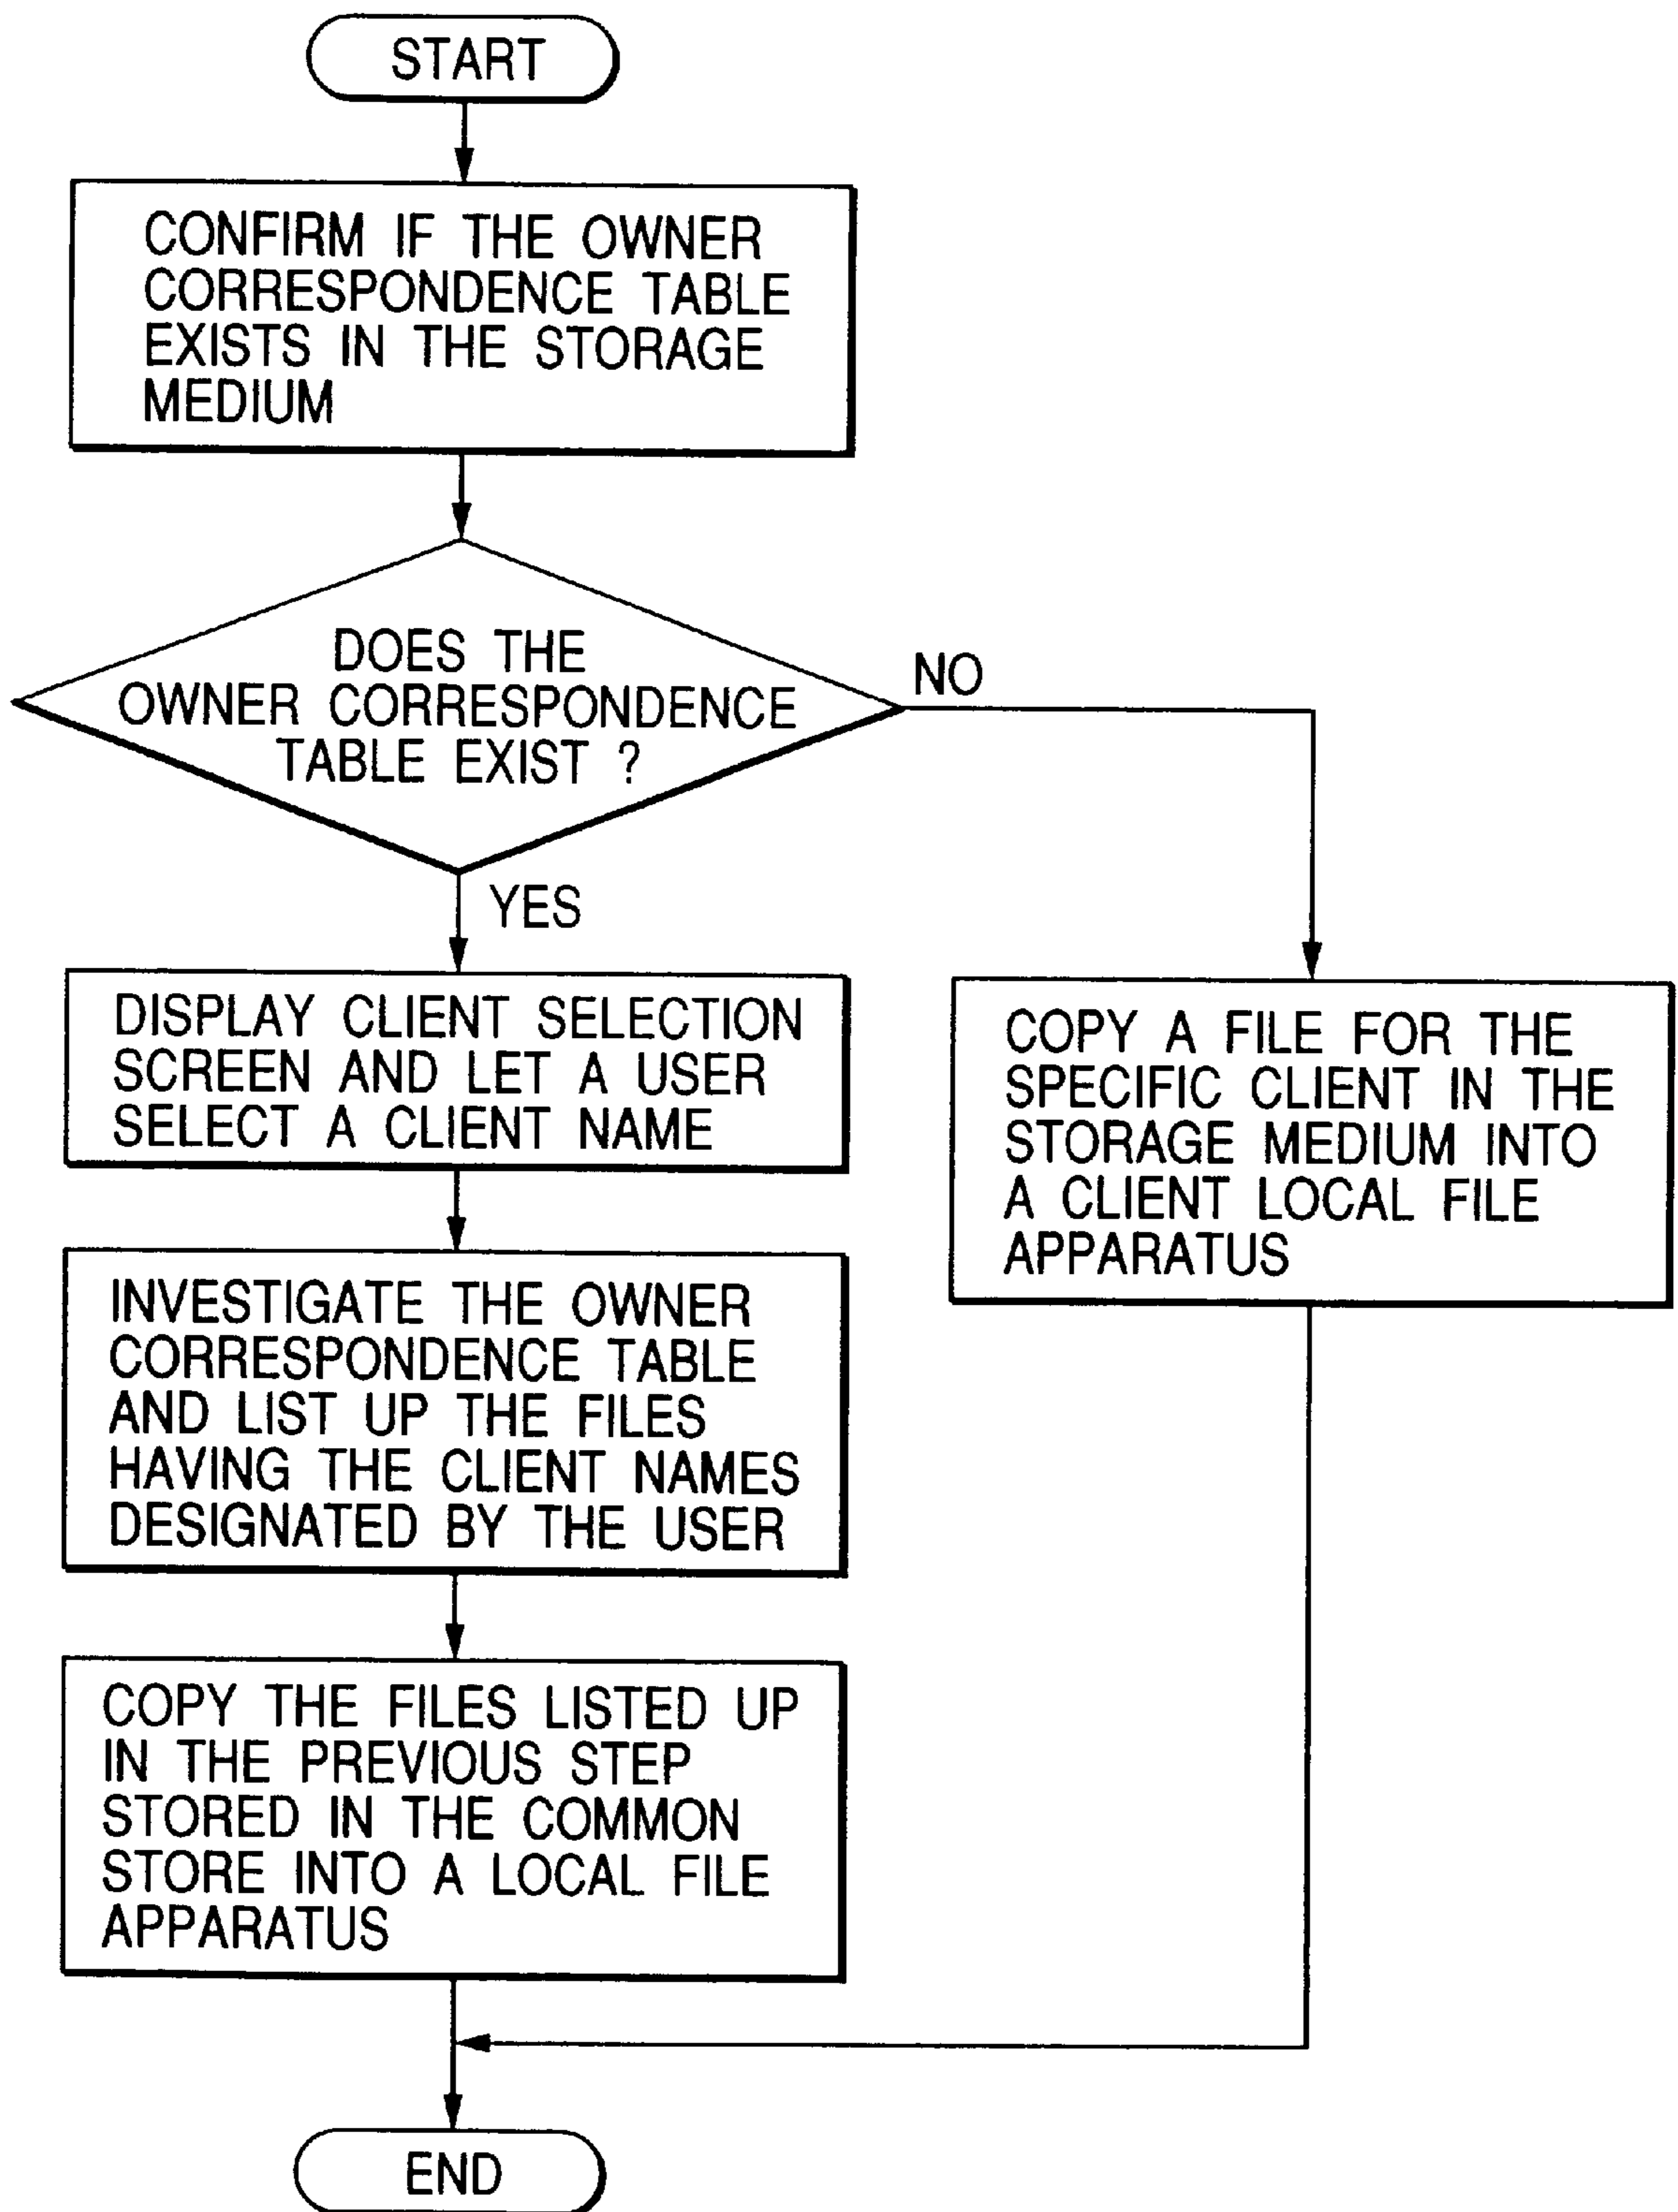 START
CONFIRM IF THE OWNER
CORRESPONDENCE TABLE
EXISTS IN THE STORAGE
MEDIUM
DOES THE
OWNER CORRESPONDENCE
TABLE EXIST ?
NO
YES
DISPLAY CLIENT SELECTION
SCREEN AND LET A USER
SELECT A CLIENT NAME
COPY A FILE FOR THE
SPECIFIC CLIENT IN THE
STORAGE MEDIUM INTO
A CLIENT LOCAL FILE
APPARATUS
INVESTIGATE THE OWNER
CORRESPONDENCE TABLE
AND LIST UP THE FILES
HAVING THE CLIENT NAMES
DESIGNATED BY THE USER
COPY THE FILES LISTED UP
IN THE PREVIOUS STEP
STORED IN THE COMMON
STORE INTO A LOCAL FILE
APPARATUS
END